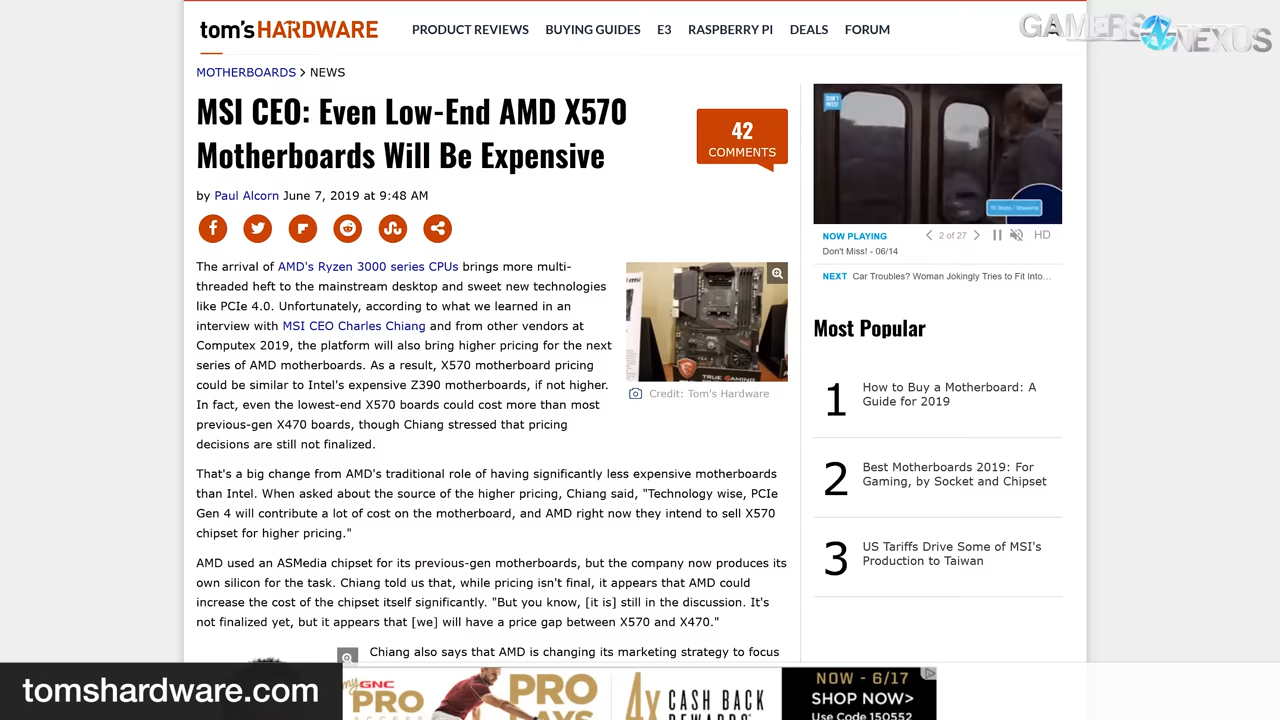 tom's HARDWARE
PRODUCT REVIEWS BUYING GUIDES E3 RASPBERRY PI DEALS FORUM
GAMERS NEXUS
MOTHERBOARDS > NEWS
MSI CEO: Even Low-End AMD X570
Motherboards Will Be Expensive
42
COMMENTS
by Paul Alcorn June 7, 2019 at 9:48 AM
The arrival of AMD's Ryzen 3000 series CPUs brings more multi-
threaded heft to the mainstream desktop and sweet new technologies
like PCIe 4.0. Unfortunately, according to what we learned in an
interview with MSI CEO Charles Chiang and from other vendors at
Computex 2019, the platform will also bring higher pricing for the next
series of AMD motherboards. As a result, X570 motherboard pricing
could be similar to Intel's expensive Z390 motherboards, if not higher.
In fact, even the lowest-end X570 boards could cost more than most
previous-gen X470 boards, though Chiang stressed that pricing
decisions are still not finalized.
TRUE GAMING
Credit: Tom's Hardware
That's a big change from AMD's traditional role of having significantly less expensive motherboards
than Intel. When asked about the source of the higher pricing, Chiang said, "Technology wise, PCIe
Gen 4 will contribute a lot of cost on the motherboard, and AMD right now they intend to sell X570
chipset for higher pricing."
AMD used an ASMedia chipset for its previous-gen motherboards, but the company now produces its
own silicon for the task. Chiang told us that, while pricing isn't final, it appears that AMD could
increase the cost of the chipset itself significantly. "But you know, [it is] still in the discussion. It's
not finalized yet, but it appears that [we] will have a price gap between X570 and X470."
Chiang also says that AMD is changing its marketing strategy to focus
DON'T
MISS!
NOW PLAYING
2 of 27
HD
Don't Miss! - 06/14
NEXT Car Troubles? Woman Jokingly Tries to Fit Into...
Most Popular
1 How to Buy a Motherboard: A
Guide for 2019
2 Best Motherboards 2019: For
Gaming, by Socket and Chipset
3 US Tariffs Drive Some of MSI's
Production to Taiwan
tomshardware.com
my GNC
PRO
ACCESS
PRO
DAYS
4X CASH BACK
REWARDS
NOW - 6/17
SHOP NOW>
Use Code 150552